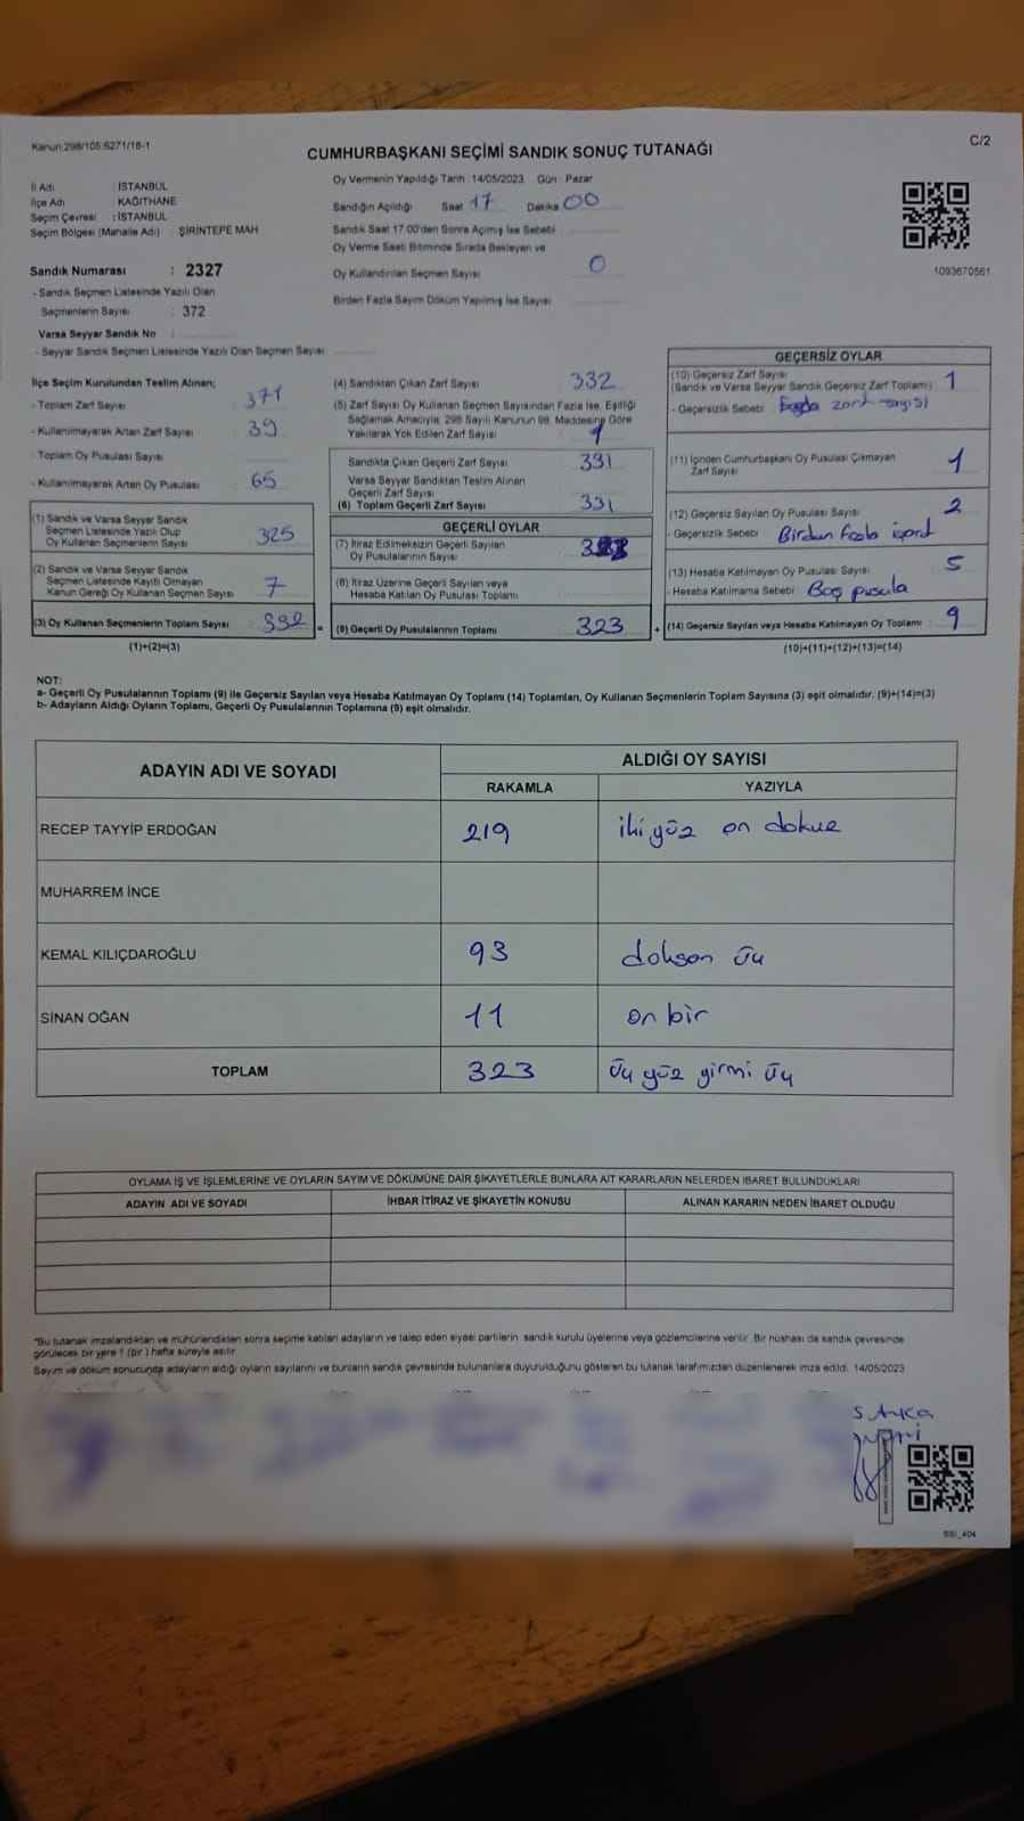 Kanun:298/105.6271/18-1
C/2
CUMHURBAŞKANI SEÇİMİ SANDIK SONUÇ TUTANAĞI
İl Adı : İSTANBUL
İlçe Adı : KAĞITHANE
Seçim Çevresi : İSTANBUL
Seçim Bölgesi (Mahalle Adı) : ŞİRİNTEPE MAH
Sandık Numarası : 2327
- Sandık Seçmen Listesinde Yazılı Olan
Seçmenlerin Sayısı : 372
Varsa Seyyar Sandık No :
- Seyyar Sandık Seçmen Listesinde Yazılı Olan Seçmen Sayısı
Oy Vermenin Yapıldığı Tarih :14/05/2023 Gün : Pazar
Sandığın Açıldığı Saat 17 Dakika 00
Sandık Saat 17.00'den Sonra Açmış İse Sebebi
Oy Verme Saati Bitiminde Sırada Bekleyen ve
Oy Kullandırılan Seçmen Sayısı 0
Birden Fazla Sayım Döküm Yapılmış İse Sayısı
1093670561
İlçe Seçim Kurulundan Teslim Alınan;
- Toplam Zarf Sayısı 371
- Kullanılmayarak Artan Zarf Sayısı 39
- Toplam Oy Pusulası Sayısı
- Kullanılmayarak Artan Oy Pusulası 65
(1) Sandık ve Varsa Seyyar Sandık
Seçmen Listesinde Yazılı Olup
Oy Kullanan Seçmenlerin Sayısı 325
(2) Sandık ve Varsa Seyyar Sandık
Seçmen Listesinde Kayıtlı Olmayan
Kanun Gereği Oy Kullanan Seçmen Sayısı 7
(3) Oy Kullanan Seçmenlerin Toplam Sayısı 332 =
(1)+(2)=(3)
(4) Sandıktan Çıkan Zarf Sayısı 332
(5) Zarf Sayısı Oy Kullanan Seçmen Sayısından Fazla İse, Eşitliği
Sağlamak Amacıyla, 298 Sayılı Kanunun 98. Maddesine Göre
Yakılarak Yok Edilen Zarf Sayısı
Sandıkta Çıkan Geçerli Zarf Sayısı 331
Varsa Seyyar Sandıktan Teslim Alınan
Geçerli Zarf Sayısı
(6) Toplam Geçerli Zarf Sayısı 331
GEÇERLİ OYLAR
(7) İtiraz Edilmeksizin Geçerli Sayılan
Oy Pusulalarının Sayısı
(8) İtiraz Üzerine Geçerli Sayılan veya
Hesaba Katılan Oy Pusulası Toplamı
(9) Geçerli Oy Pusulalarının Toplamı 323 +
GEÇERSİZ OYLAR
(10) Geçersiz Zarf Sayısı
(Sandık ve Varsa Seyyar Sandık Geçersiz Zarf Toplamı) 1
- Geçersizlik Sebebi Fazla zarf sayısı
(11) İçinden Cumhurbaşkanı Oy Pusulası Çıkmayan
Zarf Sayısı 1
(12) Geçersiz Sayılan Oy Pusulası Sayısı 2
- Geçersizlik Sebebi Birden fazla işaret
(13) Hesaba Katılmayan Oy Pusulası Sayısı 5
- Hesaba Katılmama Sebebi Boş pusula
(14) Geçersiz Sayılan veya Hesaba Katılmayan Oy Toplamı 9
(10)+(11)+(12)+(13)=(14)
NOT:
a- Geçerli Oy Pusulalarının Toplamı (9) ile Geçersiz Sayılan veya Hesaba Katılmayan Oy Toplamı (14) Toplamları, Oy Kullanan Seçmenlerin Toplam Sayısına (3) eşit olmalıdır. (9)+(14)=(3)
b- Adayların Aldığı Oyların Toplamı, Geçerli Oy Pusulalarının Toplamına (9) eşit olmalıdır.
ADAYIN ADI VE SOYADI
ALDIĞI OY SAYISI
RAKAMLA YAZIYLA
RECEP TAYYİP ERDOĞAN 219 iki yüz on dokuz
MUHARREM İNCE
KEMAL KILIÇDAROĞLU 93 doksan üç
SİNAN OĞAN 11 on bir
TOPLAM 323 üç yüz yirmi üç
OYLAMA İŞ VE İŞLEMLERİNE VE OYLARIN SAYIM VE DÖKÜMÜNE DAİR ŞİKAYETLERLE BUNLARA AİT KARARLARIN NELERDEN İBARET BULUNDUKLARI
ADAYIN ADI VE SOYADI İHBAR İTİRAZ VE ŞİKAYETİN KONUSU ALINAN KARARIN NEDEN İBARET OLDUĞU
*Bu tutanak imzalandıktan ve mühürlendikten sonra seçime katılan adayların ve talep eden siyasi partilerin sandık kurulu üyelerine veya gözlemcilerine verilir. Bir nüshası da sandık çevresinde
görülecek bir yere 1 (bir ) hafta süreyle asılır.
Sayım ve döküm sonucunda adayların aldığı oyların sayılarını ve bunların sandık çevresinde bulunanlara duyurulduğunu gösteren bu tutanak tarafımızdan düzenlenerek imza edildi. 14/05/2023